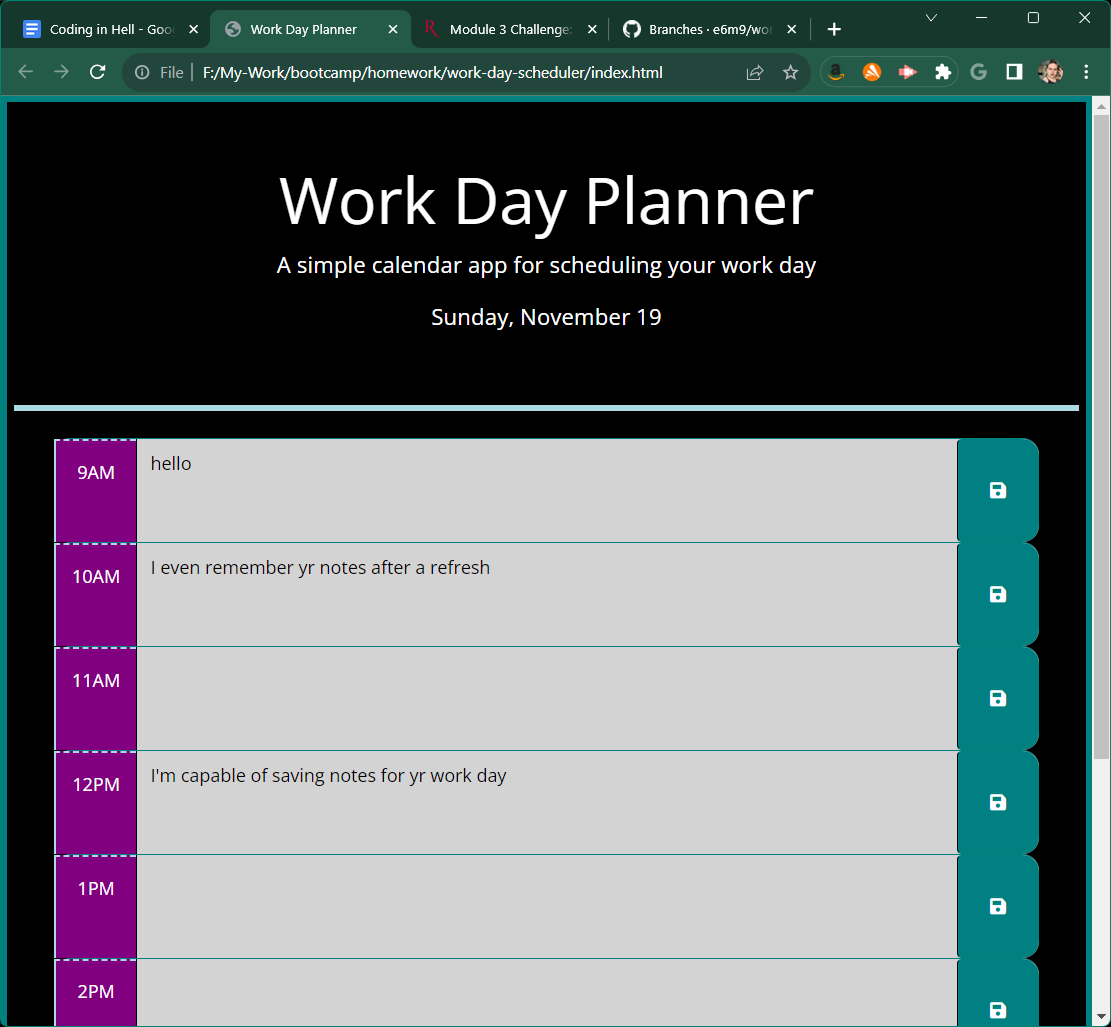 Coding in Hell - Goo
Work Day Planner
Module 3 Challenge:
Branches · e6m9/wor
File
F:/My-Work/bootcamp/homework/work-day-scheduler/index.html
Work Day Planner
A simple calendar app for scheduling your work day
Sunday, November 19
9AM
hello
10AM
I even remember yr notes after a refresh
11AM
12PM
I'm capable of saving notes for yr work day
1PM
2PM